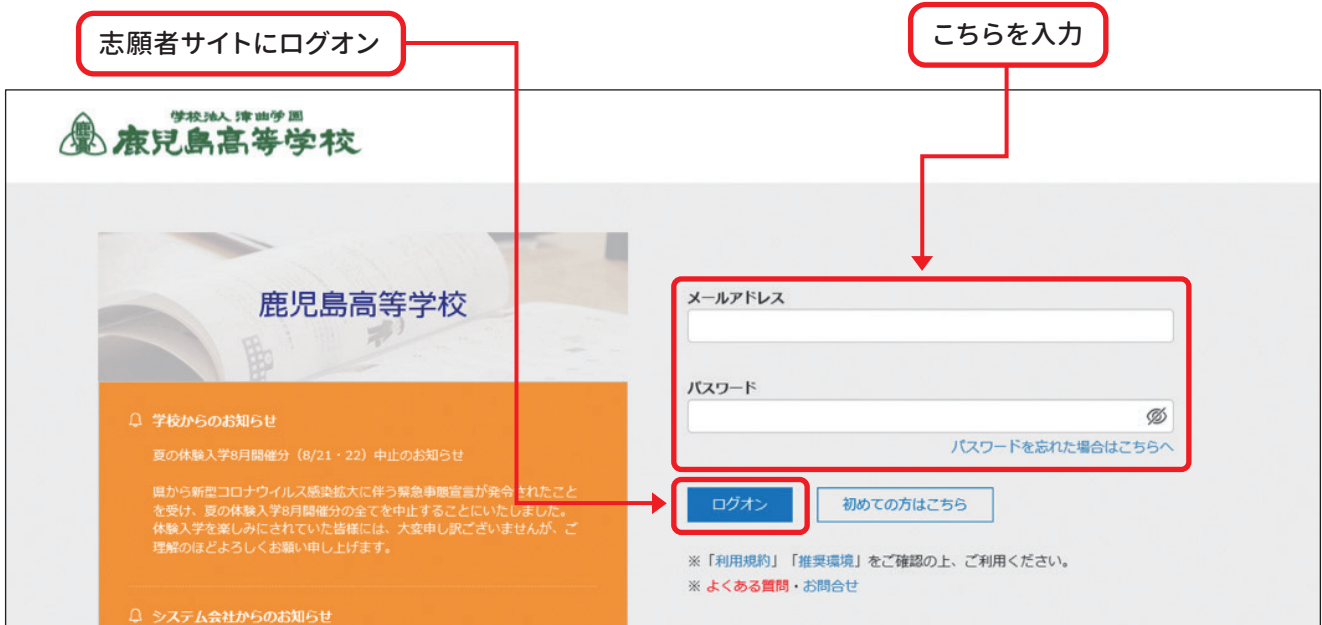 志願者サイトにログオン
こちらを入力
学校法人 津曲学園
鹿児島高等学校
鹿児島高等学校
メールアドレス
パスワード
パスワードを忘れた場合はこちらへ
学校からのお知らせ
夏の体験入学8月開催分（8/21・22）中止のお知らせ
県から新型コロナウイルス感染拡大に伴う緊急事態宣言が発令されたこと
を受け、夏の体験入学8月開催分の全てを中止することにいたしました。
体験入学を楽しみにされていた皆様には、大変申し訳ございませんが、ご
理解のほどよろしくお願い申し上げます。
ログオン
初めての方はこちら
※「利用規約」「推奨環境」をご確認の上、ご利用ください。
※ よくある質問・お問合せ
システム会社からのお知らせ